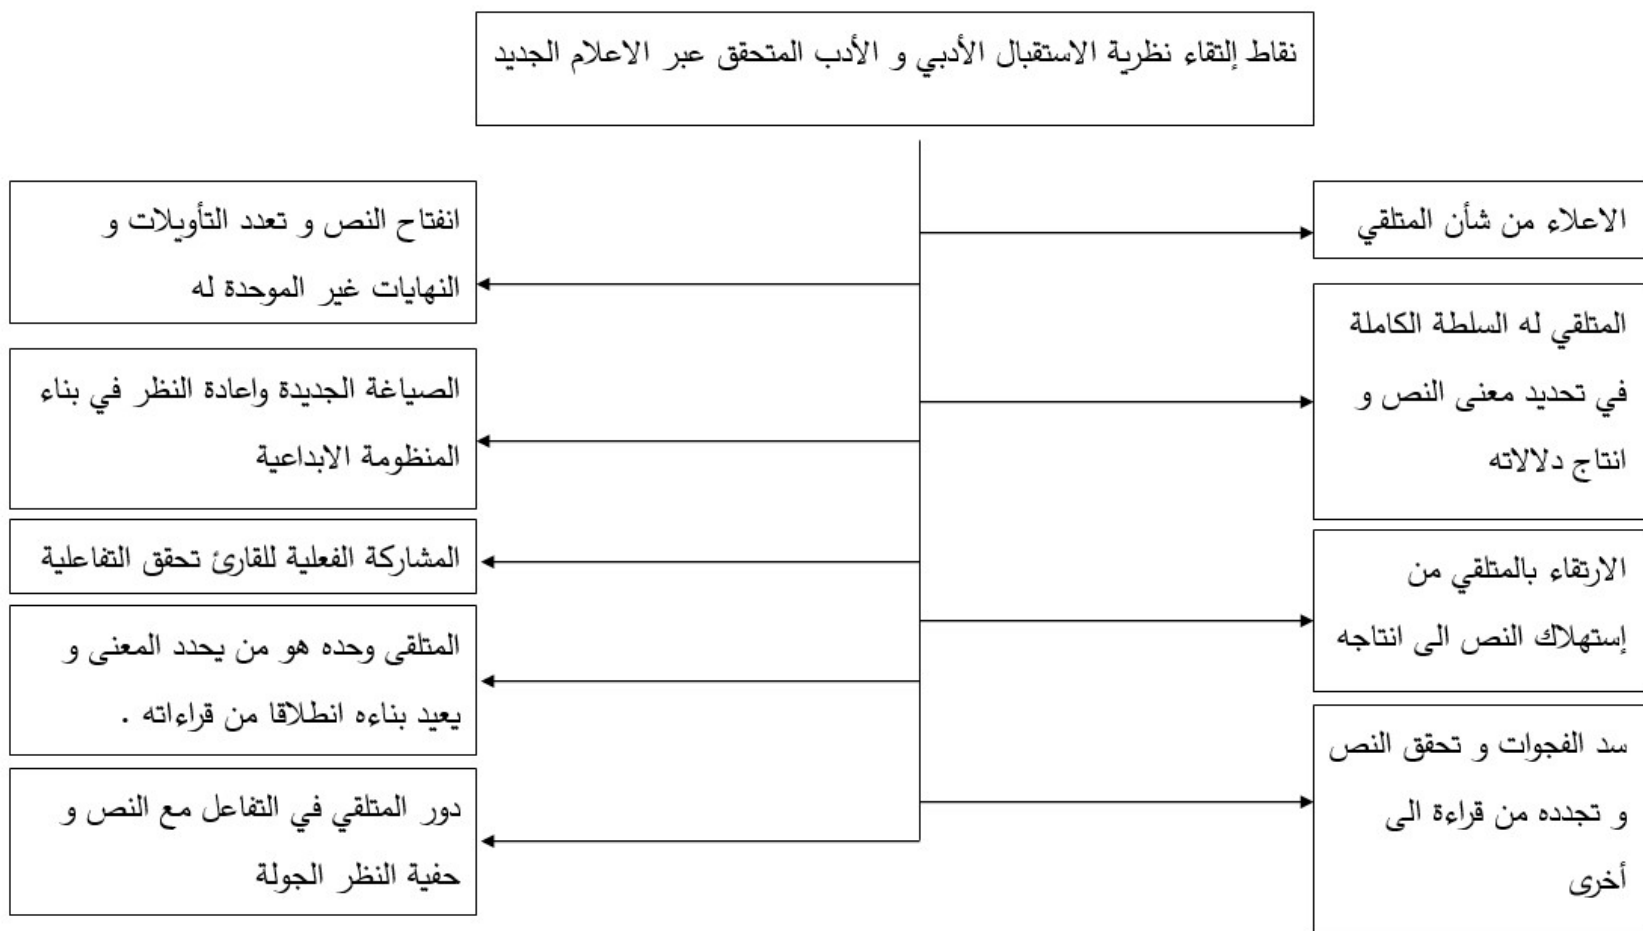 نقاط إلتقاء نظرية الاستقبال الأدبي و الأدب المتحقق عبر الاعلام الجديد
الاعلاء من شأن المتلقي
المتلقي له السلطة الكاملة
في تحديد معنى النص و
انتاج دلالاته
الارتقاء بالمتلقي من
إستهلاك النص الى انتاجه
سد الفجوات و تحقق النص
و تجدده من قراءة الى
أخرى
انفتاح النص و تعدد التأويلات و
النهايات غير الموحدة له
الصياغة الجديدة واعادة النظر في بناء
المنظومة الابداعية
المشاركة الفعلية للقارئ تحقق التفاعلية
المتلقى وحده هو من يحدد المعنى و
يعيد بناءه انطلاقا من قراءاته .
دور المتلقي في التفاعل مع النص و
حفية النظر الجولة